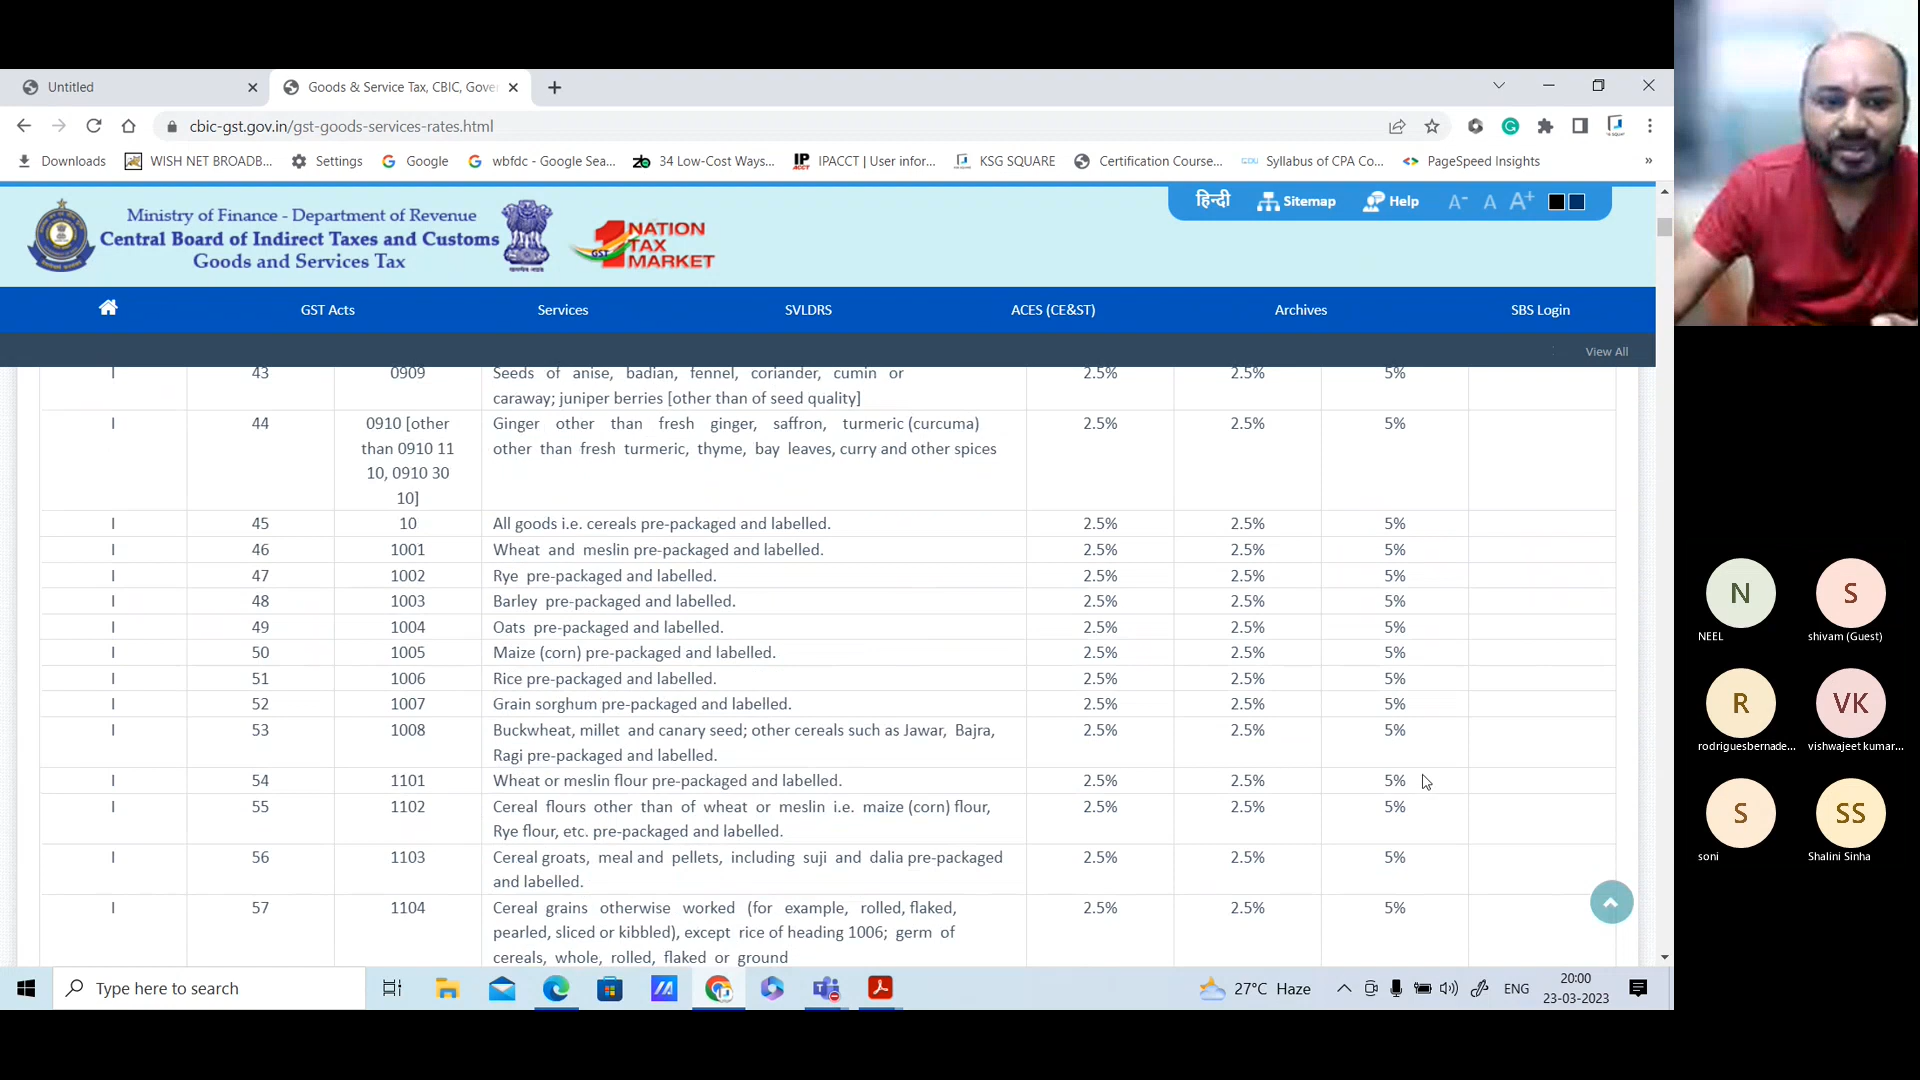 Untitled
Goods & Service Tax, CBIC, Gove
cbic-gst.gov.in/gst-goods-services-rates.html
Downloads WISH NET BROADB... Settings Google wbfdc - Google Sea... 34 Low-Cost Ways... IPACCT | User infor... KSG SQUARE Certification Course... Syllabus of CPA Co... PageSpeed Insights »
Ministry of Finance - Department of Revenue
Central Board of Indirect Taxes and Customs
Goods and Services Tax
1 NATION
TAX
MARKET
GST
हिन्दी Sitemap Help A- A A+
GST Acts Services SVLDRS ACES (CE&ST) Archives SBS Login
View All
I 43 0909 Seeds of anise, badian, fennel, coriander, cumin or 2.5% 2.5% 5%
caraway; juniper berries [other than of seed quality]
I 44 0910 [other Ginger other than fresh ginger, saffron, turmeric (curcuma) 2.5% 2.5% 5%
than 0910 11 other than fresh turmeric, thyme, bay leaves, curry and other spices
10, 0910 30
10]
I 45 10 All goods i.e. cereals pre-packaged and labelled. 2.5% 2.5% 5%
I 46 1001 Wheat and meslin pre-packaged and labelled. 2.5% 2.5% 5%
I 47 1002 Rye pre-packaged and labelled. 2.5% 2.5% 5%
I 48 1003 Barley pre-packaged and labelled. 2.5% 2.5% 5%
I 49 1004 Oats pre-packaged and labelled. 2.5% 2.5% 5%
I 50 1005 Maize (corn) pre-packaged and labelled. 2.5% 2.5% 5%
I 51 1006 Rice pre-packaged and labelled. 2.5% 2.5% 5%
I 52 1007 Grain sorghum pre-packaged and labelled. 2.5% 2.5% 5%
I 53 1008 Buckwheat, millet and canary seed; other cereals such as Jawar, Bajra, 2.5% 2.5% 5%
Ragi pre-packaged and labelled.
I 54 1101 Wheat or meslin flour pre-packaged and labelled. 2.5% 2.5% 5%
I 55 1102 Cereal flours other than of wheat or meslin i.e. maize (corn) flour, 2.5% 2.5% 5%
Rye flour, etc. pre-packaged and labelled.
I 56 1103 Cereal groats, meal and pellets, including suji and dalia pre-packaged 2.5% 2.5% 5%
and labelled.
I 57 1104 Cereal grains otherwise worked (for example, rolled, flaked, 2.5% 2.5% 5%
pearled, sliced or kibbled), except rice of heading 1006; germ of
cereals, whole, rolled, flaked or ground
Type here to search
27°C Haze
ENG
20:00
23-03-2023
N S
NEEL shivam (Guest)
R VK
rodriguesbernade... vishwajeet kumar...
S SS
soni Shalini Sinha